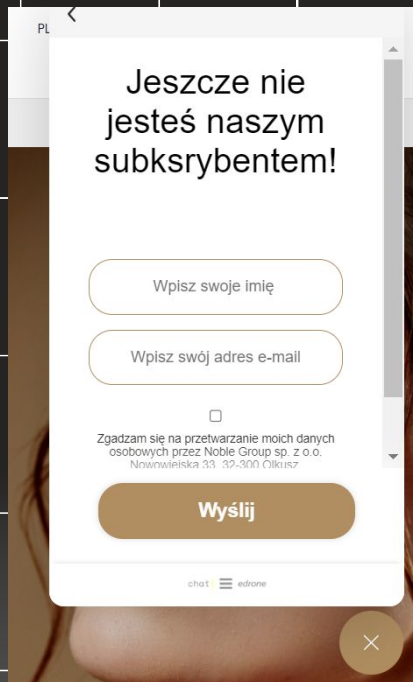 PL
Jeszcze nie
jesteś naszym
subksrybentem!
Wpisz swoje imię
Wpisz swój adres e-mail
Zgadzam się na przetwarzanie moich danych
osobowych przez Noble Group sp. z o.o.
Nowowiejska 33, 32-300 Olkusz
Wyślij
chat edrone